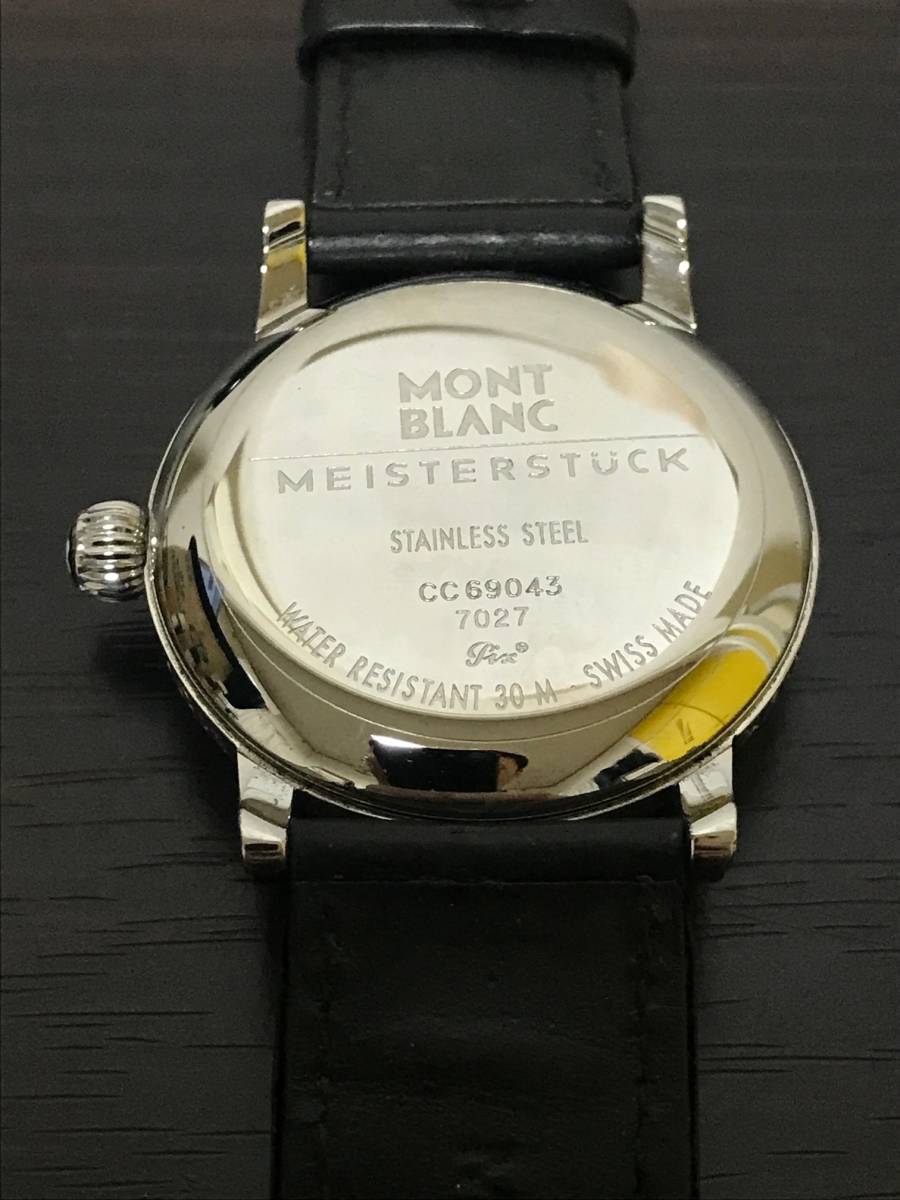 MONT
BLANC
MEISTERSTÜCK
STAINLESS STEEL
CC69043
7027
Pix®
WATER RESISTANT 30 M - SWISS MADE